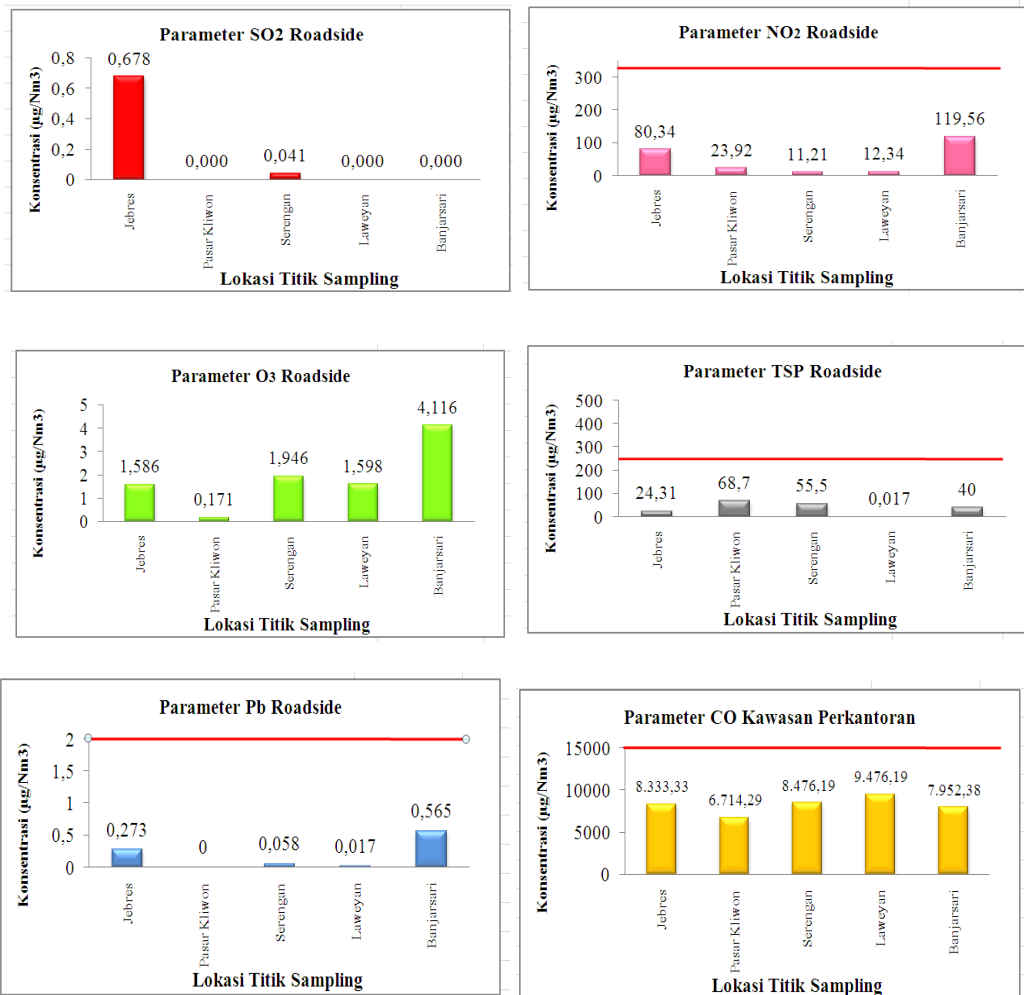 Parameter SO2 Roadside
Konsentrasi (µg/Nm3)
0,8
0,6
0,4
0,2
0
0,678
0,000
0,041
0,000
0,000
Jebres
Pasar Kliwon
Serengan
Laweyan
Banjarsari
Lokasi Titik Sampling
Parameter NO2 Roadside
Konsentrasi (µg/Nm3)
300
200
100
0
80,34
23,92
11,21
12,34
119,56
Jebres
Pasar Kliwon
Serengan
Laweyan
Banjarsari
Lokasi Titik Sampling
Parameter O3 Roadside
Konsentrasi (µg/Nm3)
5
4
3
2
1
0
1,586
0,171
1,946
1,598
4,116
Jebres
Pasar Kliwon
Serengan
Laweyan
Banjarsari
Lokasi Titik Sampling
Parameter TSP Roadside
Konsentrasi (µg/Nm3)
500
400
300
200
100
0
24,31
68,7
55,5
0,017
40
Jebres
Pasar Kliwon
Serengan
Laweyan
Banjarsari
Lokasi Titik Sampling
Parameter Pb Roadside
Konsentrasi (µg/Nm3)
2
1,5
1
0,5
0
0,273
0
0,058
0,017
0,565
Jebres
Pasar Kliwon
Serengan
Laweyan
Banjarsari
Lokasi Titik Sampling
Parameter CO Kawasan Perkantoran
Konsentrasi (µg/Nm3)
15000
10000
5000
0
8.333,33
6.714,29
8.476,19
9.476,19
7.952,38
Jebres
Pasar Kliwon
Serengan
Laweyan
Banjarsari
Lokasi Titik Sampling